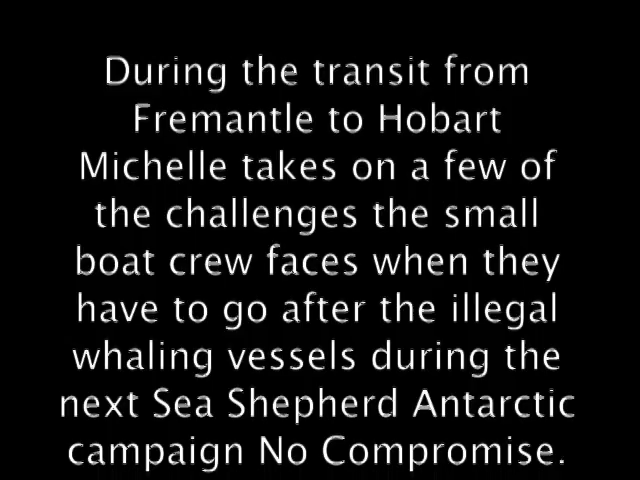 During the transit from
Fremantle to Hobart
Michelle takes on a few of
the challenges the small
boat crew faces when they
have to go after the illegal
whaling vessels during the
next Sea Shepherd Antarctic
campaign No Compromise.